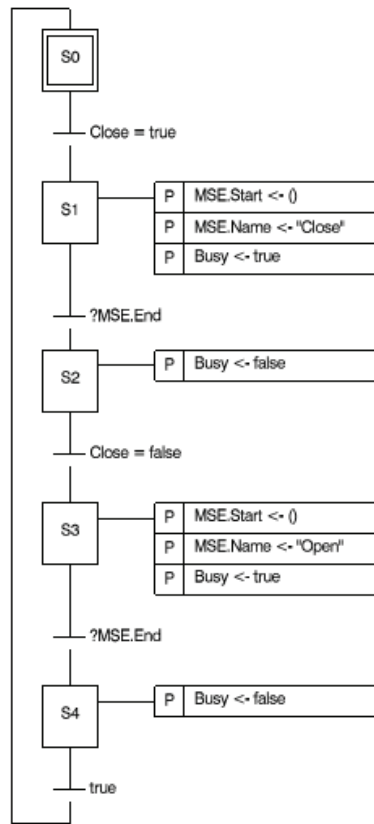 S0
Close = true
S1
P MSE.Start <- ()
P MSE.Name <- "Close"
P Busy <- true
?MSE.End
S2
P Busy <- false
Close = false
S3
P MSE.Start <- ()
P MSE.Name <- "Open"
P Busy <- true
?MSE.End
S4
P Busy <- false
true